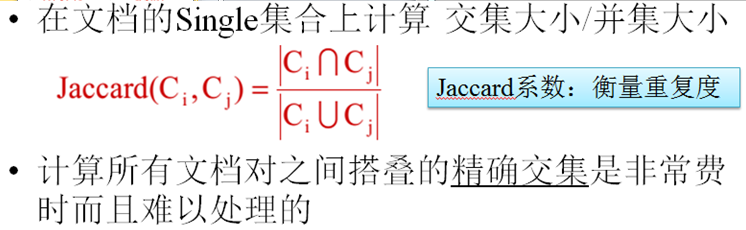 • 在文档的Single集合上计算 交集大小/并集大小
Jaccard(Cᵢ,Cⱼ) = |Cᵢ⋂Cⱼ| / |Cᵢ⋃Cⱼ|
Jaccard系数：衡量重复度
• 计算所有文档对之间搭叠的精确交集是非常费
时而且难以处理的